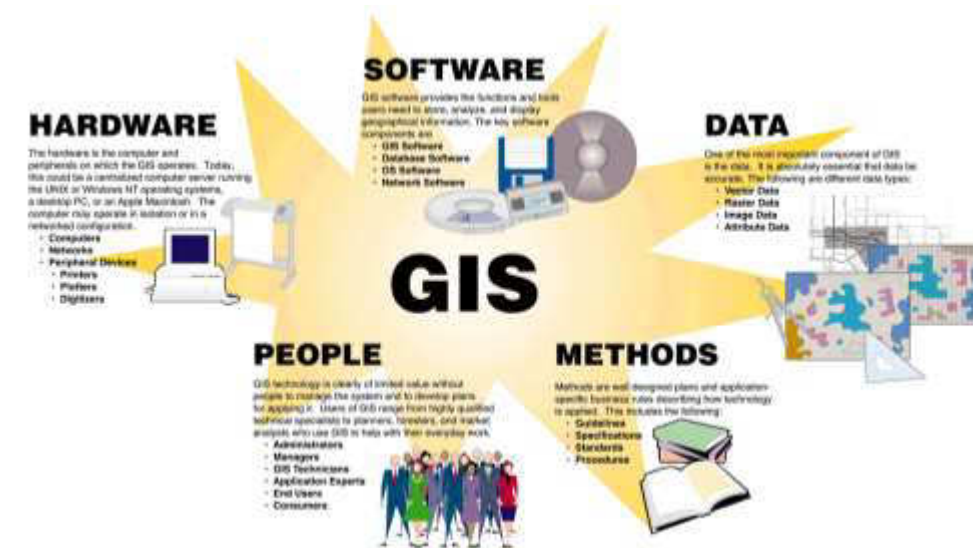 SOFTWARE
GIS software provides the functions and tools
users need to store, analyze, and display
geographical information. The key software
components are
· GIS Software
· Database Software
· OS Software
· Network Software
HARDWARE
The hardware is the computer and
peripherals on which the GIS operates. Today,
this could be a centralized computer server running
the UNIX or Windows NT operating systems,
a desktop PC, or an Apple Macintosh. The
computer may operate in isolation or in a
networked configuration.
· Computers
· Networks
· Peripheral Devices
· Printers
· Plotters
· Digitizers
DATA
One of the most important component of GIS
is the data. It is absolutely essential that data be
accurate. The following are different data types:
· Vector Data
· Raster Data
· Image Data
· Attribute Data
GIS
PEOPLE
GIS technology is clearly of limited value without
people to manage the system and to develop plans
for applying it. Users of GIS range from highly qualified
technical specialists to planners, foresters, and market
analysts who use GIS to help with their everyday work.
· Administrators
· Managers
· GIS Technicians
· Application Experts
· End Users
· Consumers
METHODS
Methods are well designed plans and application-
specific business rules describing how technology
is applied. This includes the following:
· Guidelines
· Specifications
· Standards
· Procedures